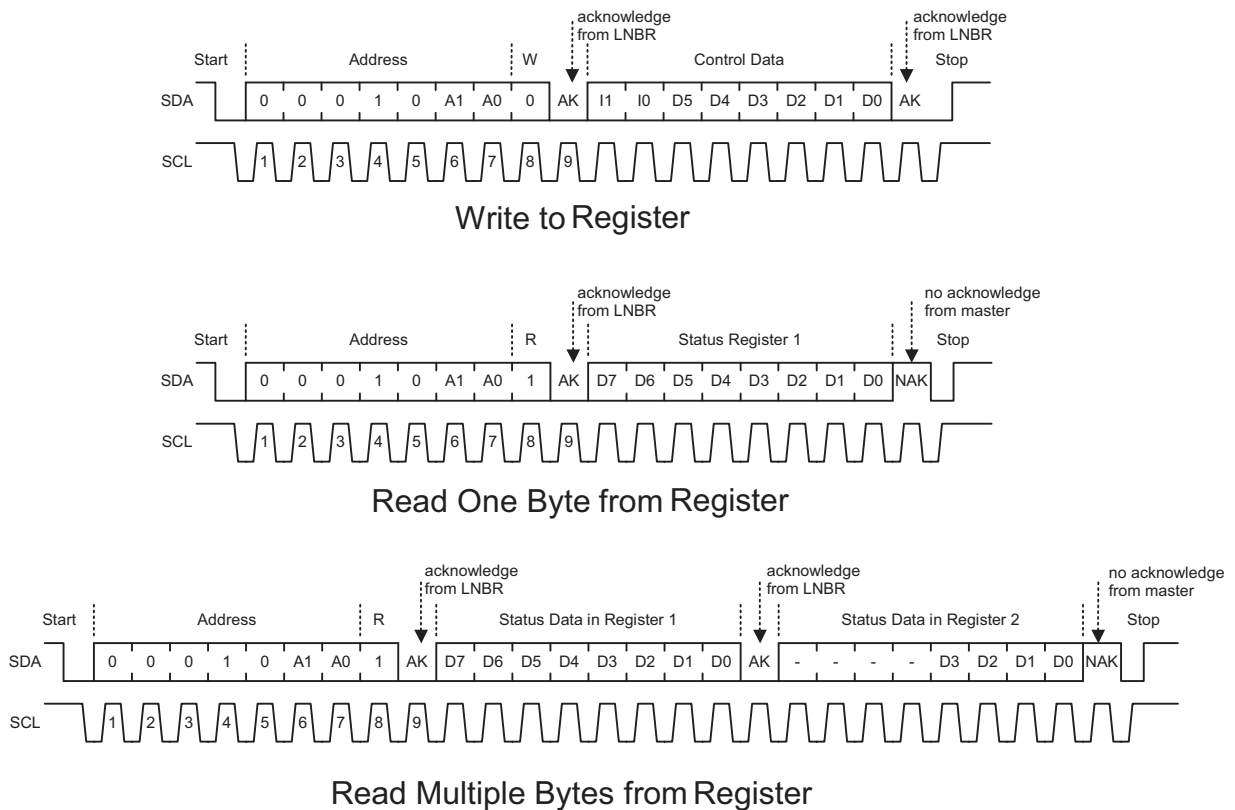 acknowledge
from LNBR
acknowledge
from LNBR
Start Address W Control Data Stop
SDA 0 0 0 1 0 A1 A0 0 AK I1 I0 D5 D4 D3 D2 D1 D0 AK
SCL 1 2 3 4 5 6 7 8 9
Write to Register
acknowledge
from LNBR
no acknowledge
from master
Start Address R Status Register 1 Stop
SDA 0 0 0 1 0 A1 A0 1 AK D7 D6 D5 D4 D3 D2 D1 D0 NAK
SCL 1 2 3 4 5 6 7 8 9
Read One Byte from Register
acknowledge
from LNBR
acknowledge
from LNBR
no acknowledge
from master
Start Address R Status Data in Register 1 Status Data in Register 2 Stop
SDA 0 0 0 1 0 A1 A0 1 AK D7 D6 D5 D4 D3 D2 D1 D0 AK - - - - D3 D2 D1 D0 NAK
SCL 1 2 3 4 5 6 7 8 9
Read Multiple Bytes from Register